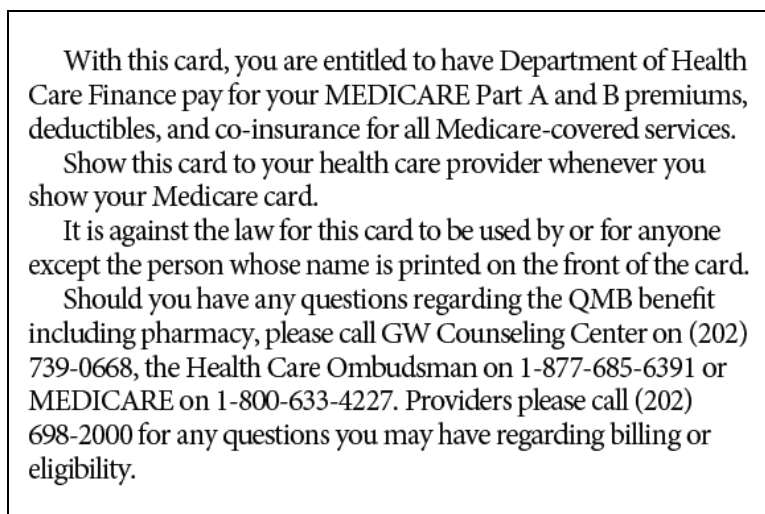 With this card, you are entitled to have Department of Health
Care Finance pay for your MEDICARE Part A and B premiums,
deductibles, and co-insurance for all Medicare-covered services.
Show this card to your health care provider whenever you
show your Medicare card.
It is against the law for this card to be used by or for anyone
except the person whose name is printed on the front of the card.
Should you have any questions regarding the QMB benefit
including pharmacy, please call GW Counseling Center on (202)
739-0668, the Health Care Ombudsman on 1-877-685-6391 or
MEDICARE on 1-800-633-4227. Providers please call (202)
698-2000 for any questions you may have regarding billing or
eligibility.